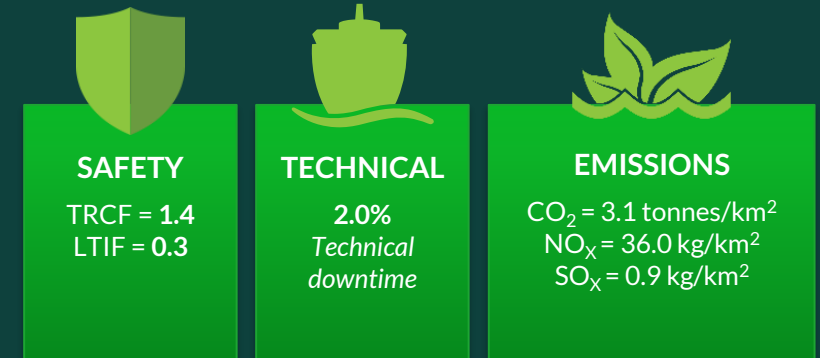 SAFETY
TRCF = 1.4
LTIF = 0.3
TECHNICAL
2.0%
Technical
downtime
EMISSIONS
CO₂ = 3.1 tonnes/km²
NOₓ = 36.0 kg/km²
SOₓ = 0.9 kg/km²